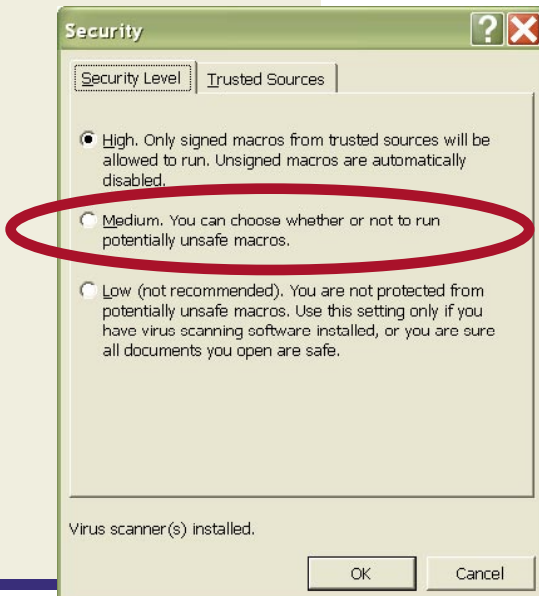 Security
?
Security Level
Trusted Sources
High. Only signed macros from trusted sources will be
allowed to run. Unsigned macros are automatically
disabled.
Medium. You can choose whether or not to run
potentially unsafe macros.
Low (not recommended). You are not protected from
potentially unsafe macros. Use this setting only if you
have virus scanning software installed, or you are sure
all documents you open are safe.
Virus scanner(s) installed.
OK
Cancel